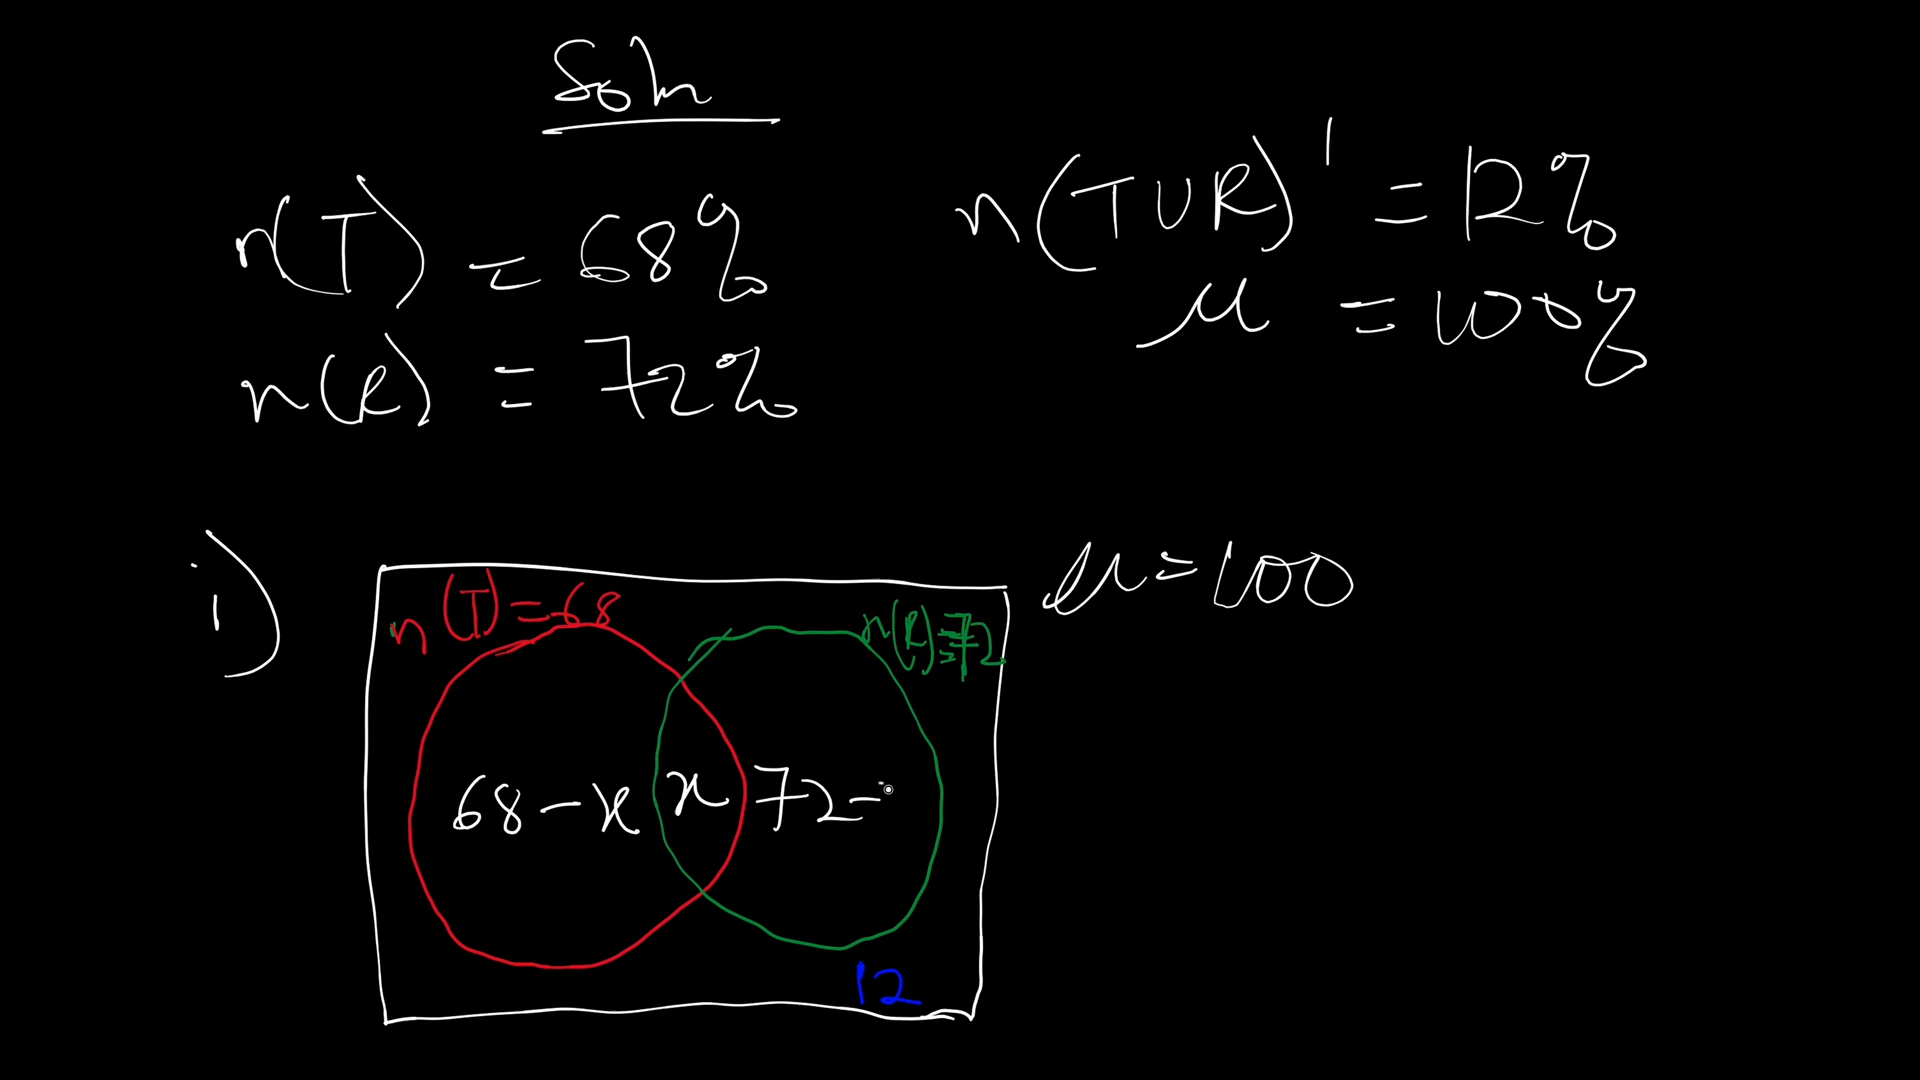 Soln
n(T) = 68%
n(R) = 72%
n(TUR)' = 12%
μ = 100%
i)
μ = 100
n(T) = 68
n(R) = 72
68 - x x 72 -
12